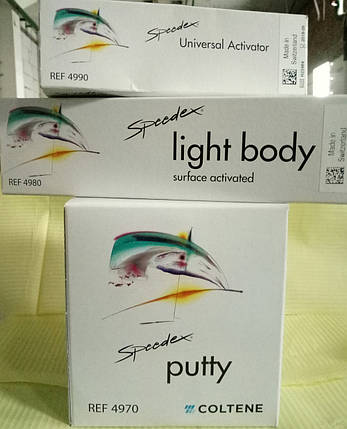 Speedex
Universal Activator
REF 4990
Made in
Switzerland
Speedex
light body
surface activated
REF 4980
Made in
Switzerland
Speedex
putty
REF 4970
COLTENE